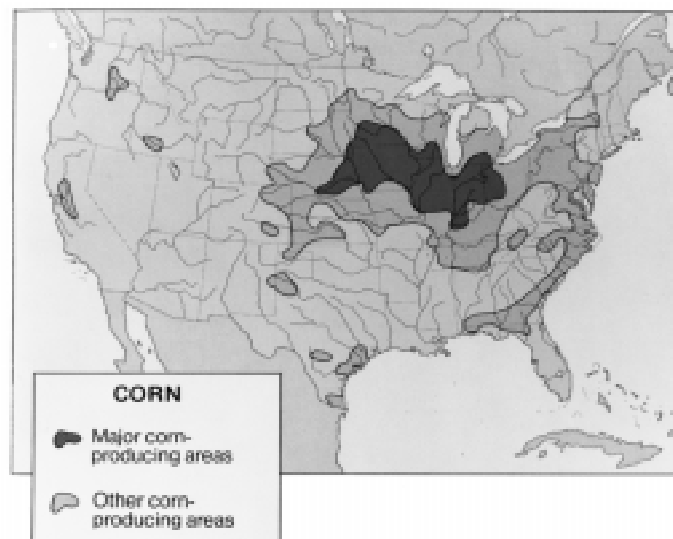 CORN
Major corn-
producing areas
Other corn-
producing areas